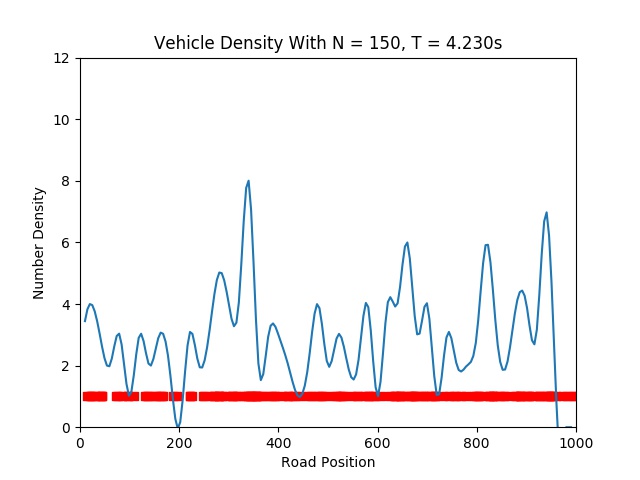 Vehicle Density With N = 150, T = 4.230s
12
10
8
6
4
2
0
Number Density
0 200 400 600 800 1000
Road Position